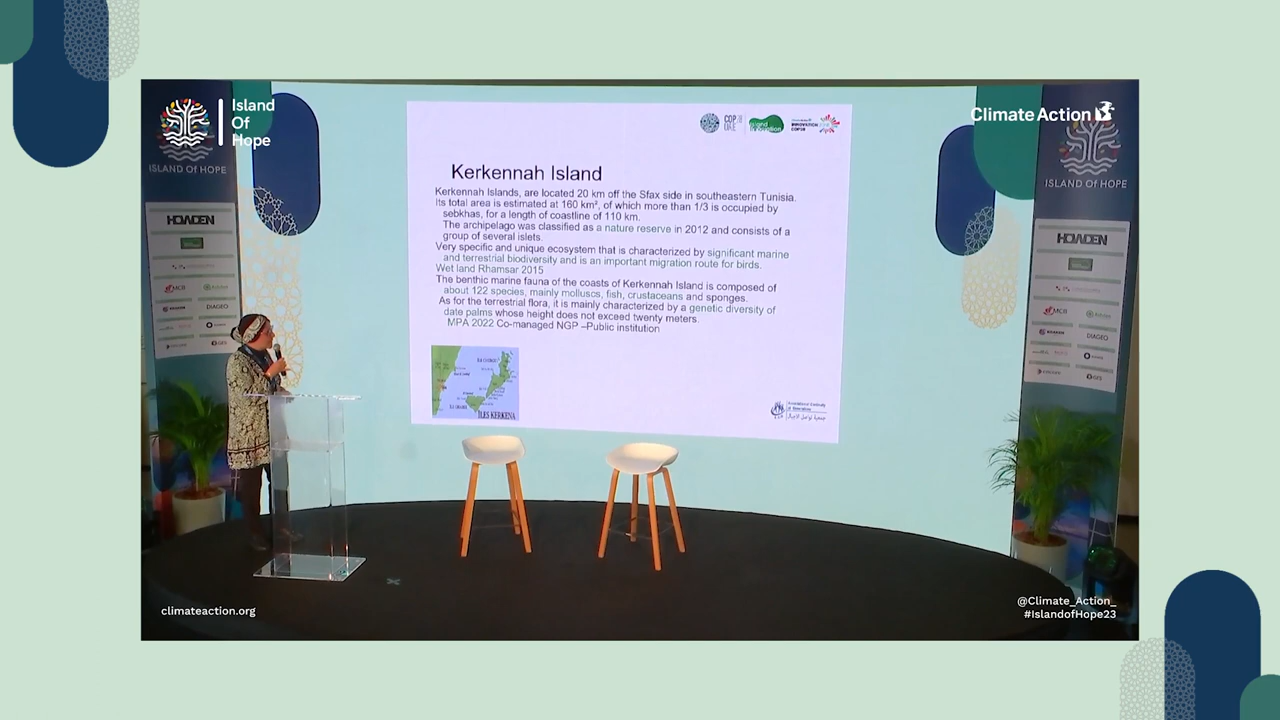 Island
Of
Hope
Climate Action
ISLAND OF HOPE
ISLAND OF HOPE
HOWDEN
HOWDEN
MCB
DIAGEO
MCB
DIAGEO
COP28
UAE
Kerkennah Island
Kerkennah Islands, are located 20 km off the Sfax side in southeastern Tunisia.
Its total area is estimated at 160 km², of which more than 1/3 is occupied by
sebkhas, for a length of coastline of 110 km.
The archipelago was classified as a nature reserve in 2012 and consists of a
group of several islets.
Very specific and unique ecosystem that is characterized by significant marine
and terrestrial biodiversity and is an important migration route for birds.
Wet land Rhamsar 2015
The benthic marine fauna of the coasts of Kerkennah Island is composed of
about 122 species, mainly molluscs, fish, crustaceans and sponges.
As for the terrestrial flora, it is mainly characterized by a genetic diversity of
date palms whose height does not exceed twenty meters.
MPA 2022 Co-managed NGP –Public institution
ÎLES KERKENA
climateaction.org
@Climate_Action_
#IslandofHope23